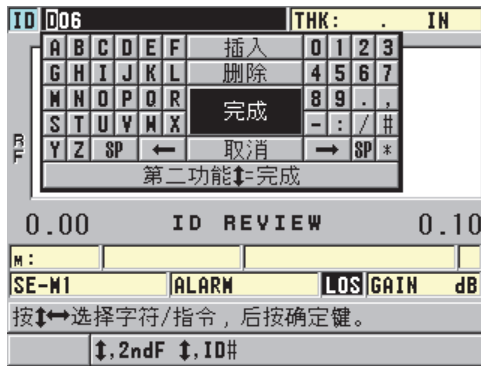 ID D06 THK: . IN
A B C D E F 插入 0 1 2 3
G H I J K L 删除 4 5 6 7
M N O P Q R 完成 8 9 . ,
S T U V W X - : / #
Y Z SP ← 取消 → SP *
第二功能↕=完成
RF
0.00 ID REVIEW 0.10
M:
SE-M1 ALARM LOS GAIN dB
按↕↔选择字符/指令，后按确定键。
↕,2ndF ↕,ID#